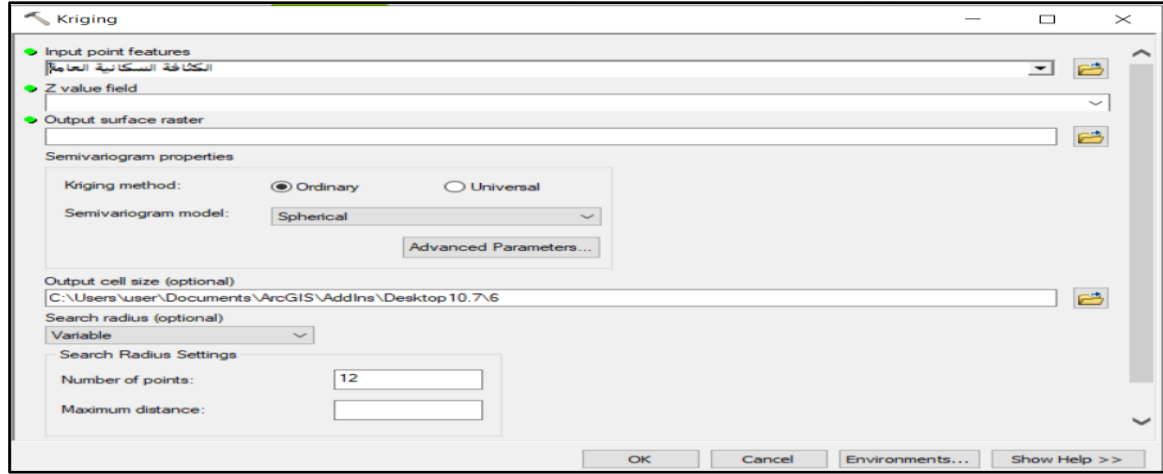 Kriging
Input point features
الكثافة السكانية العامة
Z value field
Output surface raster
Semivariogram properties
Kriging method:
Ordinary
Universal
Semivariogram model:
Spherical
Advanced Parameters...
Output cell size (optional)
C:\Users\user\Documents\ArcGIS\AddIns\Desktop10.7\6
Search radius (optional)
Variable
Search Radius Settings
Number of points:
12
Maximum distance:
OK
Cancel
Environments...
Show Help >>